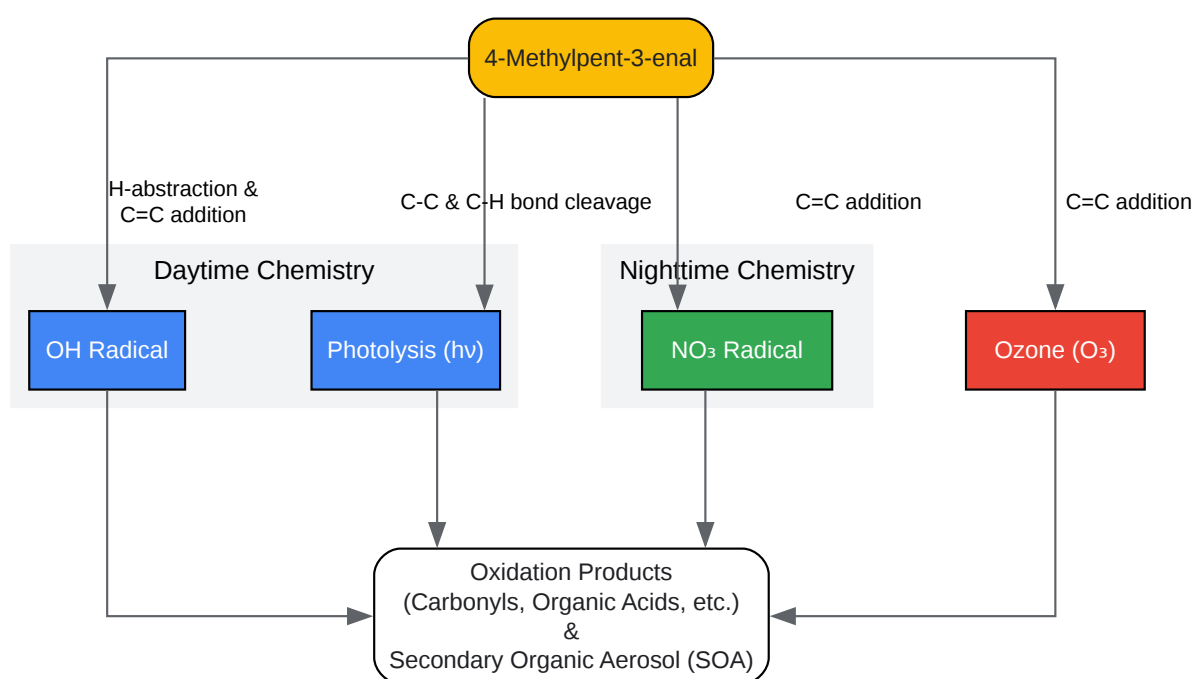 4-Methylpent-3-enal
H-abstraction &
C=C addition
C-C & C-H bond cleavage
C=C addition
C=C addition
Daytime Chemistry
Nighttime Chemistry
OH Radical
Photolysis (hν)
NO₃ Radical
Ozone (O₃)
Oxidation Products
(Carbonyls, Organic Acids, etc.)
&
Secondary Organic Aerosol (SOA)